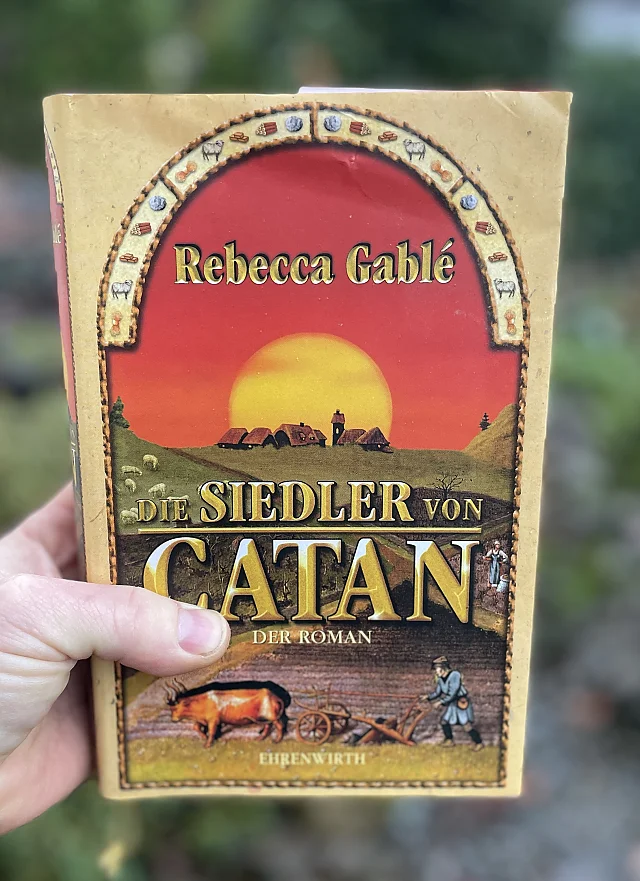 Rebecca Gablé
DIE SIEDLER VON
CATAN
DER ROMAN
EHRENWIRTH